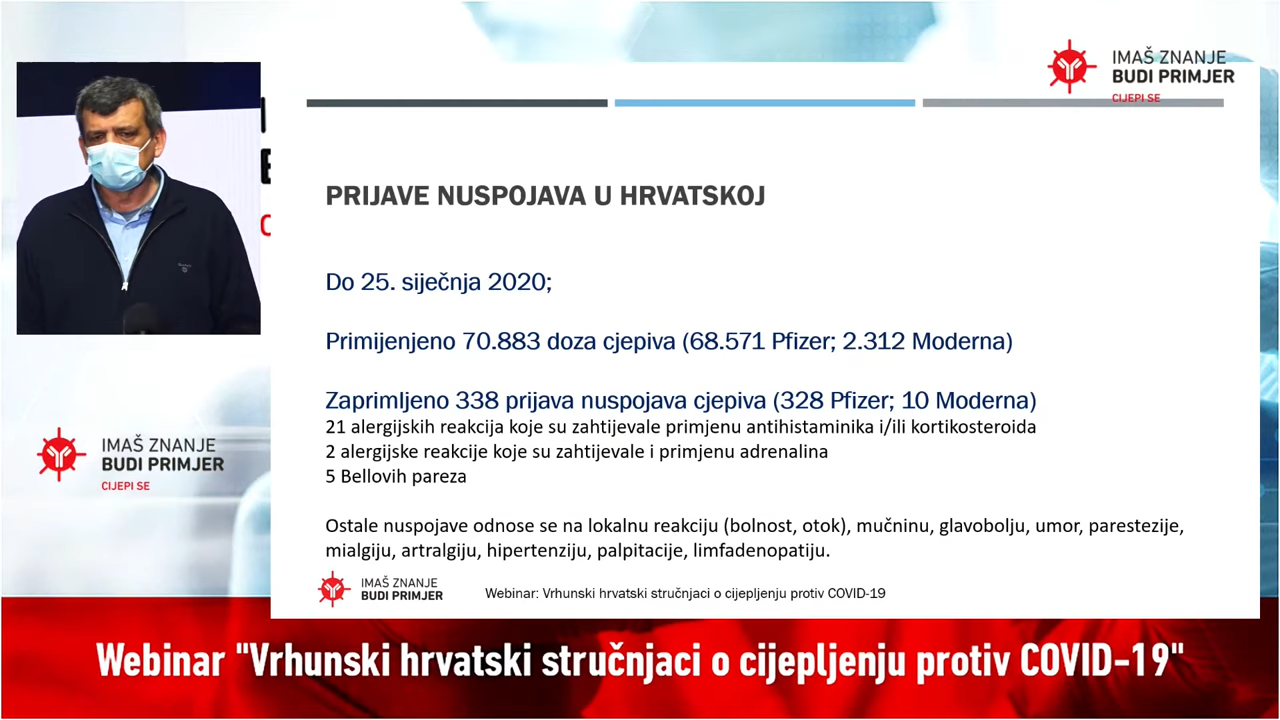 IMAŠ ZNANJE
BUDI PRIMJER
CIJEPI SE
PRIJAVE NUSPOJAVA U HRVATSKOJ
Do 25. siječnja 2020;
Primijenjeno 70.883 doza cjepiva (68.571 Pfizer; 2.312 Moderna)
Zaprimljeno 338 prijava nuspojava cjepiva (328 Pfizer; 10 Moderna)
21 alergijskih reakcija koje su zahtijevale primjenu antihistaminika i/ili kortikosteroida
2 alergijske reakcije koje su zahtijevale i primjenu adrenalina
5 Bellovih pareza
Ostale nuspojave odnose se na lokalnu reakciju (bolnost, otok), mučninu, glavobolju, umor, parestezije,
mialgiju, artralgiju, hipertenziju, palpitacije, limfadenopatiju.
IMAŠ ZNANJE
BUDI PRIMJER
Webinar: Vrhunski hrvatski stručnjaci o cijepljenju protiv COVID-19
IMAŠ ZNANJE
BUDI PRIMJER
CIJEPI SE
Webinar "Vrhunski hrvatski stručnjaci o cijepljenju protiv COVID-19"